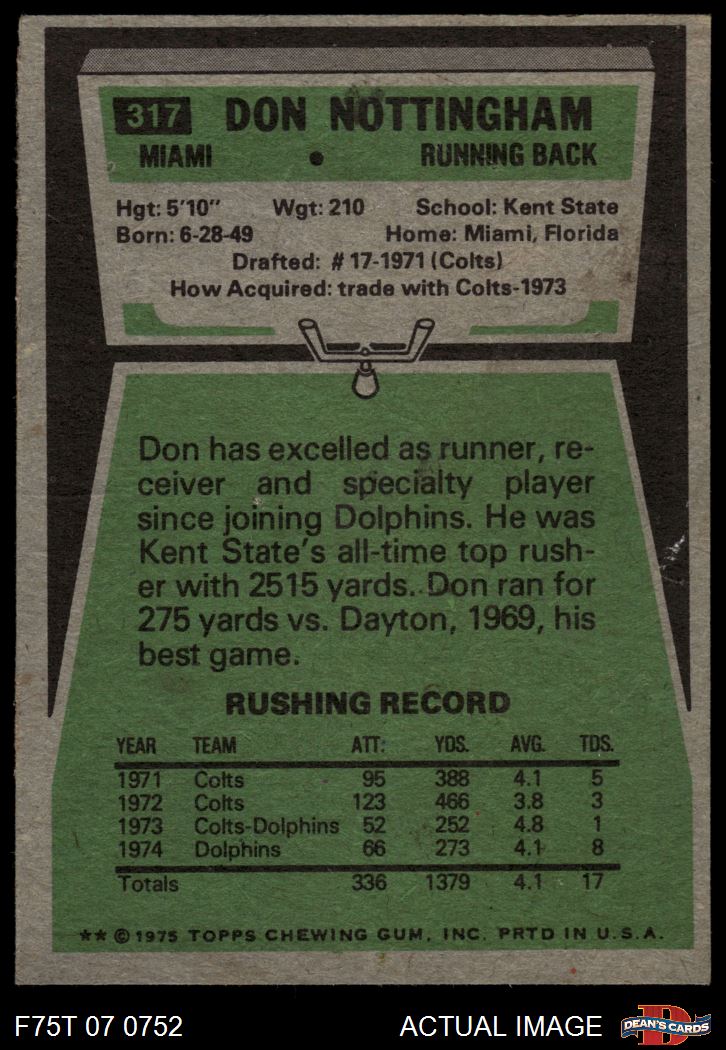 317 DON NOTTINGHAM
MIAMI • RUNNING BACK
Hgt: 5'10" Wgt: 210 School: Kent State
Born: 6-28-49 Home: Miami, Florida
Drafted: #17-1971 (Colts)
How Acquired: trade with Colts-1973
Don has excelled as runner, re-
ceiver and specialty player
since joining Dolphins. He was
Kent State's all-time top rush-
er with 2515 yards. Don ran for
275 yards vs. Dayton, 1969, his
best game.
RUSHING RECORD
YEAR TEAM ATT: YDS. AVG. TDS.
1971 Colts 95 388 4.1 5
1972 Colts 123 466 3.8 3
1973 Colts-Dolphins 52 252 4.8 1
1974 Dolphins 66 273 4.1 8
Totals 336 1379 4.1 17
** © 1975 TOPPS CHEWING GUM, INC. PRTD IN U.S.A.
F75T 07 0752 ACTUAL IMAGE D DEAN'S CARDS